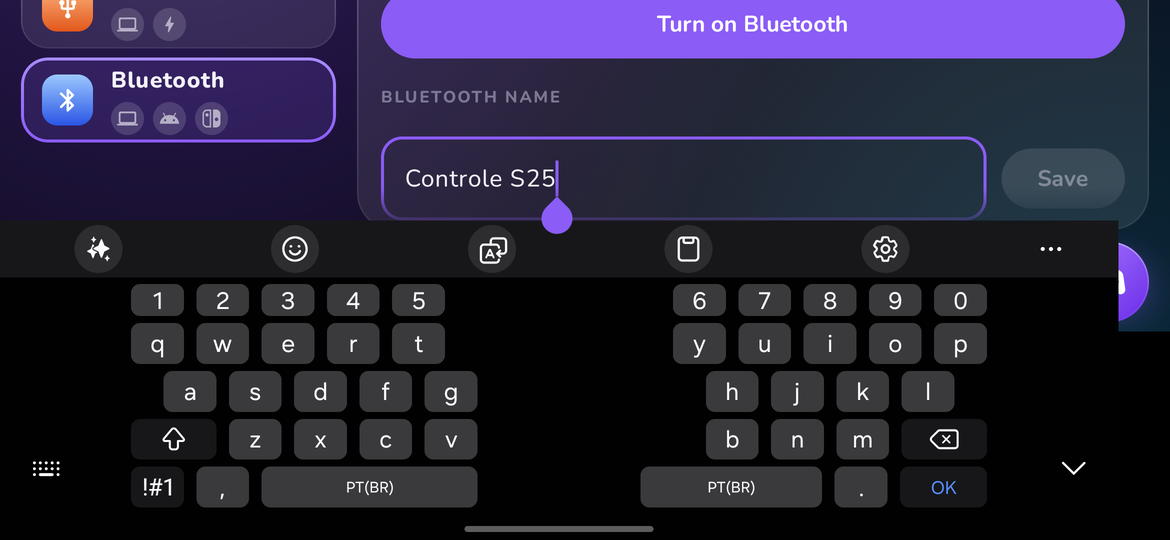 Turn on Bluetooth
Bluetooth
BLUETOOTH NAME
Controle S25
Save
1 2 3 4 5 6 7 8 9 0
q w e r t y u i o p
a s d f g h j k l
z x c v b n m
!#1 , PT(BR) PT(BR) . OK